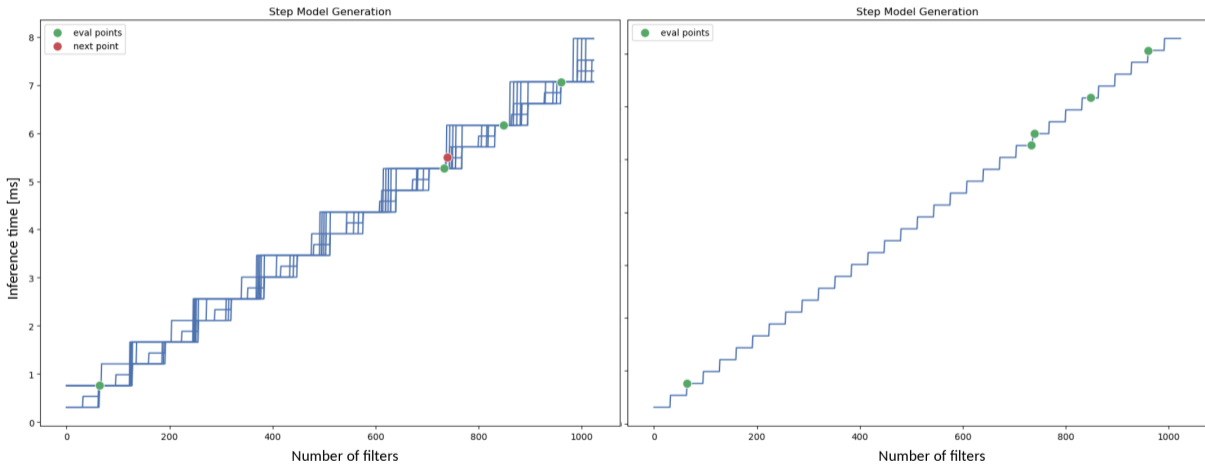 Step Model Generation
eval points
next point
8
7
6
5
4
3
2
1
0
Inference time [ms]
0 200 400 600 800 1000
Number of filters
Step Model Generation
eval points
0 200 400 600 800 1000
Number of filters